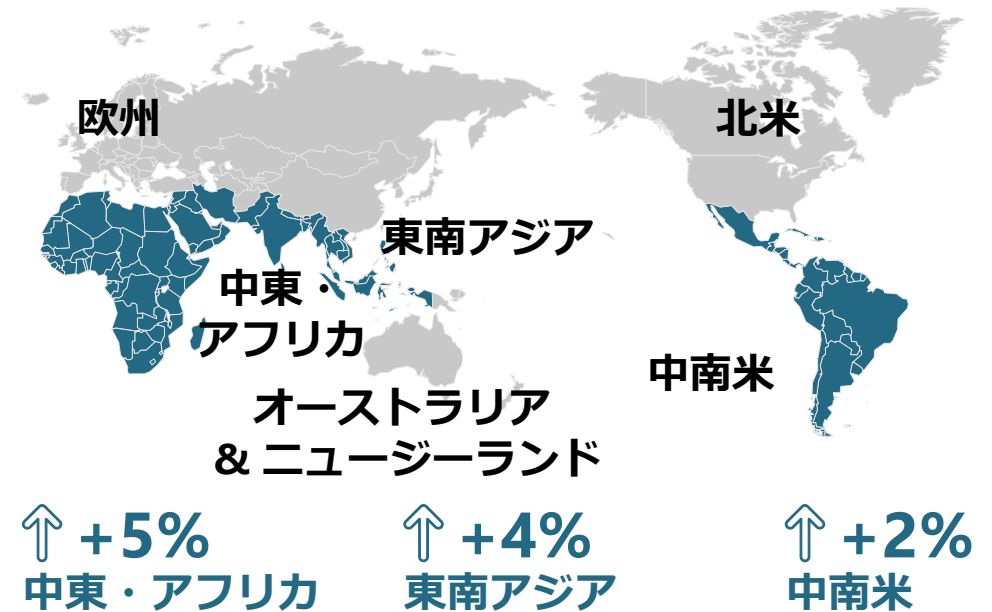 欧州
北米
東南アジア
中東・
アフリカ
中南米
オーストラリア
& ニュージーランド
+5%
中東・アフリカ
+4%
東南アジア
+2%
中南米